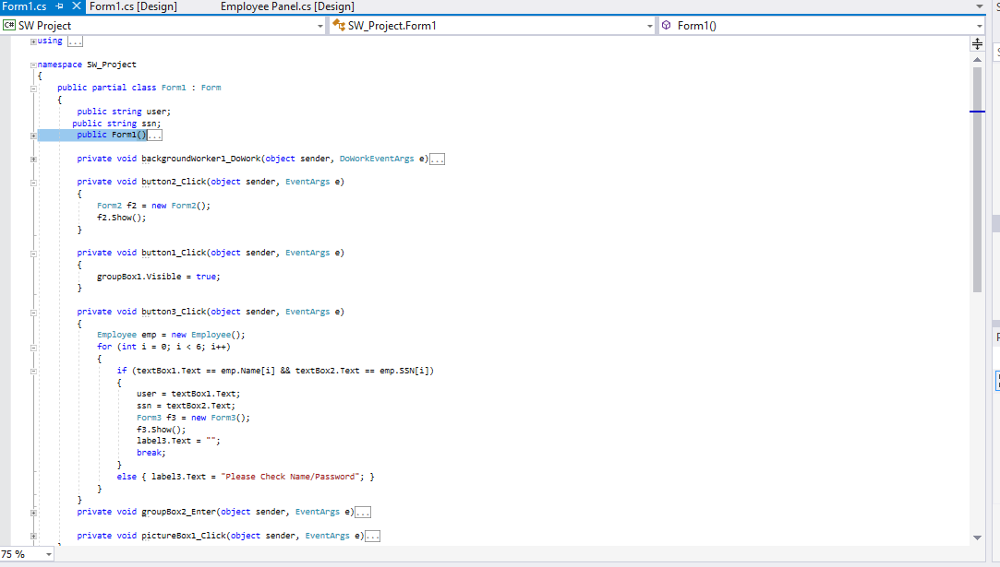 Form1.cs Form1.cs [Design] Employee Panel.cs [Design]
C# SW Project SW_Project.Form1 Form1()
using ...
namespace SW_Project
{
public partial class Form1 : Form
{
public string user;
public string ssn;
public Form1()...
private void backgroundWorker1_DoWork(object sender, DoWorkEventArgs e)...
private void button2_Click(object sender, EventArgs e)
{
Form2 f2 = new Form2();
f2.Show();
}
private void button1_Click(object sender, EventArgs e)
{
groupBox1.Visible = true;
}
private void button3_Click(object sender, EventArgs e)
{
Employee emp = new Employee();
for (int i = 0; i < 6; i++)
{
if (textBox1.Text == emp.Name[i] && textBox2.Text == emp.SSN[i])
{
user = textBox1.Text;
ssn = textBox2.Text;
Form3 f3 = new Form3();
f3.Show();
label3.Text = "";
break;
}
else { label3.Text = "Please Check Name/Password"; }
}
}
private void groupBox2_Enter(object sender, EventArgs e)...
private void pictureBox1_Click(object sender, EventArgs e)...
75 %